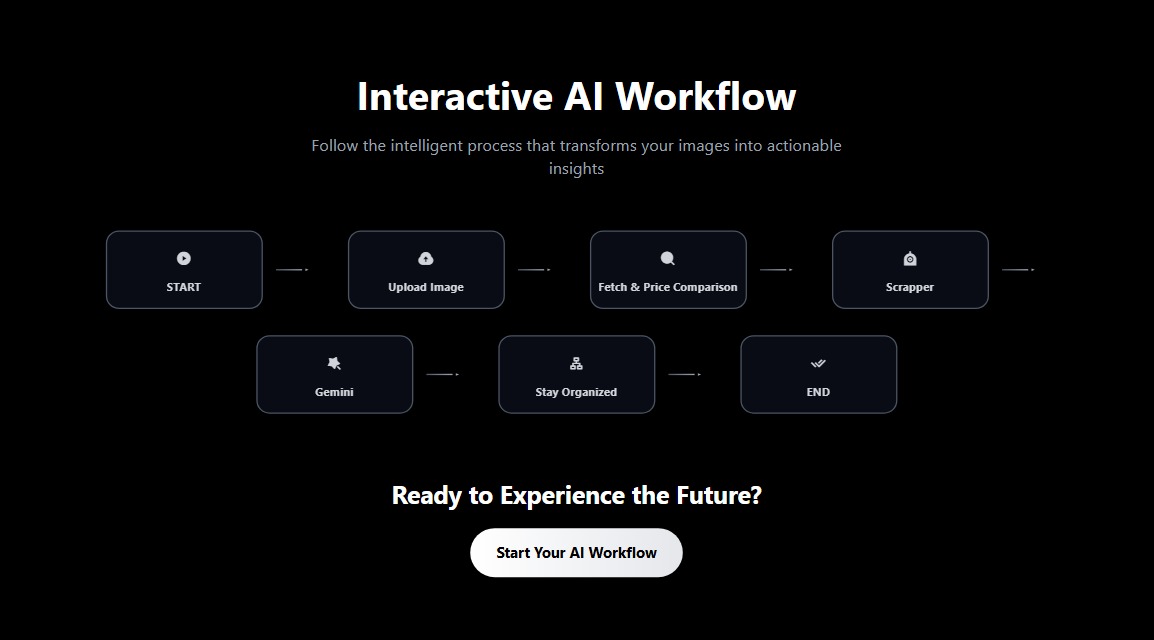 Interactive AI Workflow
Follow the intelligent process that transforms your images into actionable
insights
START
Upload Image
Fetch & Price Comparison
Scrapper
Gemini
Stay Organized
END
Ready to Experience the Future?
Start Your AI Workflow